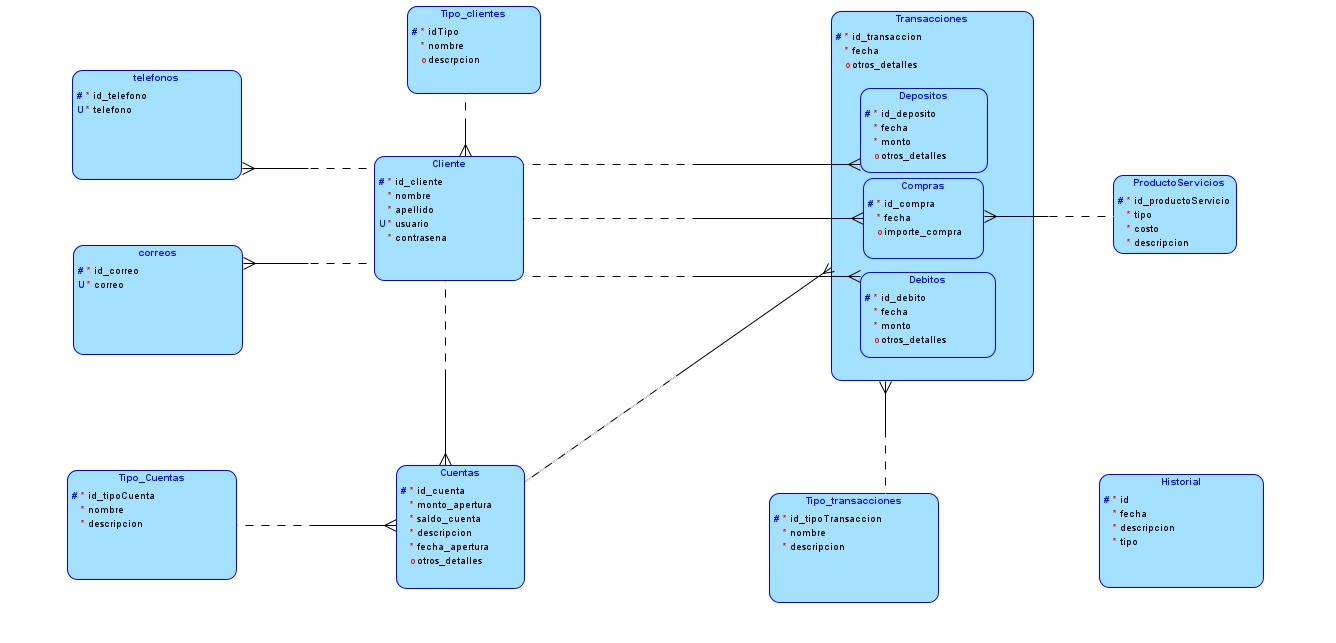 Tipo_clientes
# * idTipo
* nombre
o descrpcion
Transacciones
# * id_transaccion
* fecha
o otros_detalles
telefonos
# * id_telefono
U * telefono
Depositos
# * id_deposito
* fecha
* monto
o otros_detalles
Cliente
# * id_cliente
* nombre
* apellido
U * usuario
* contrasena
Compras
# * id_compra
* fecha
o importe_compra
ProductoServicios
# * id_productoServicio
* tipo
* costo
* descripcion
correos
# * id_correo
U * correo
Debitos
# * id_debito
* fecha
* monto
o otros_detalles
Tipo_Cuentas
# * id_tipoCuenta
* nombre
* descripcion
Cuentas
# * id_cuenta
* monto_apertura
* saldo_cuenta
* descripcion
* fecha_apertura
o otros_detalles
Tipo_transacciones
# * id_tipoTransaccion
* nombre
* descripcion
Historial
# * id
* fecha
* descripcion
* tipo